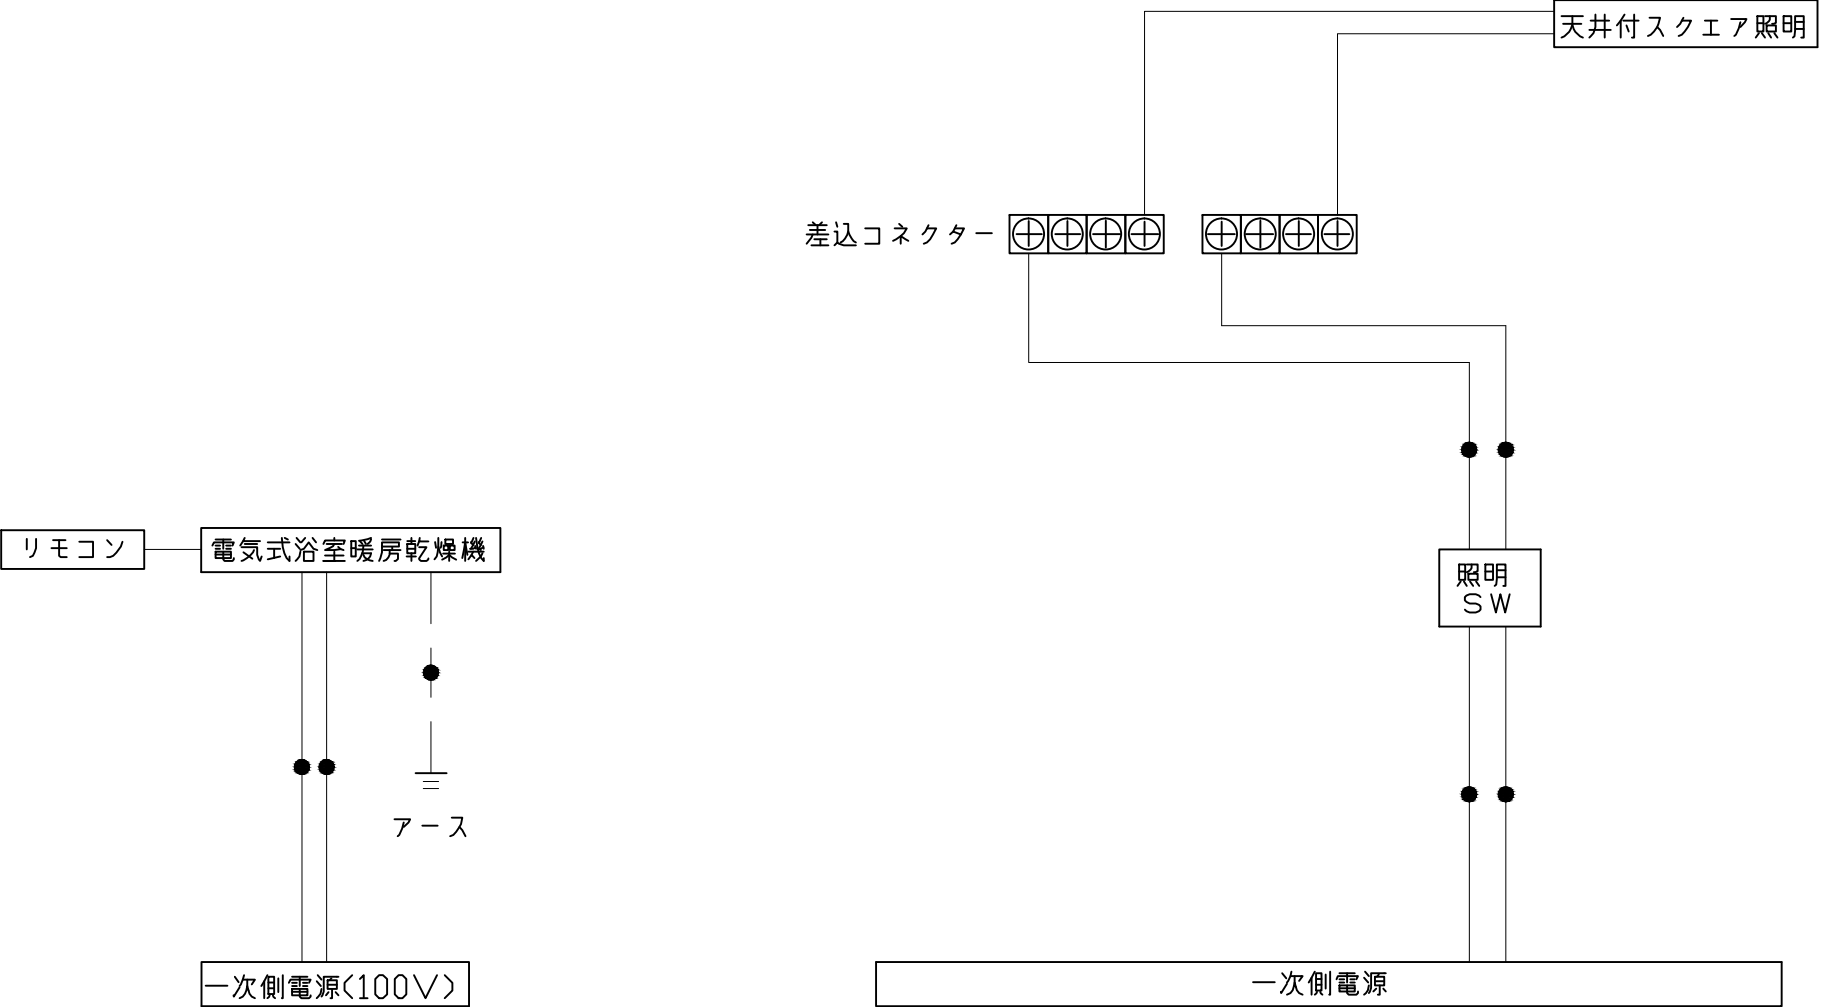 天井付スクエア照明
差込コネクター
リモコン
電気式浴室暖房乾燥機
照明
SW
アース
一次側電源(100V)
一次側電源